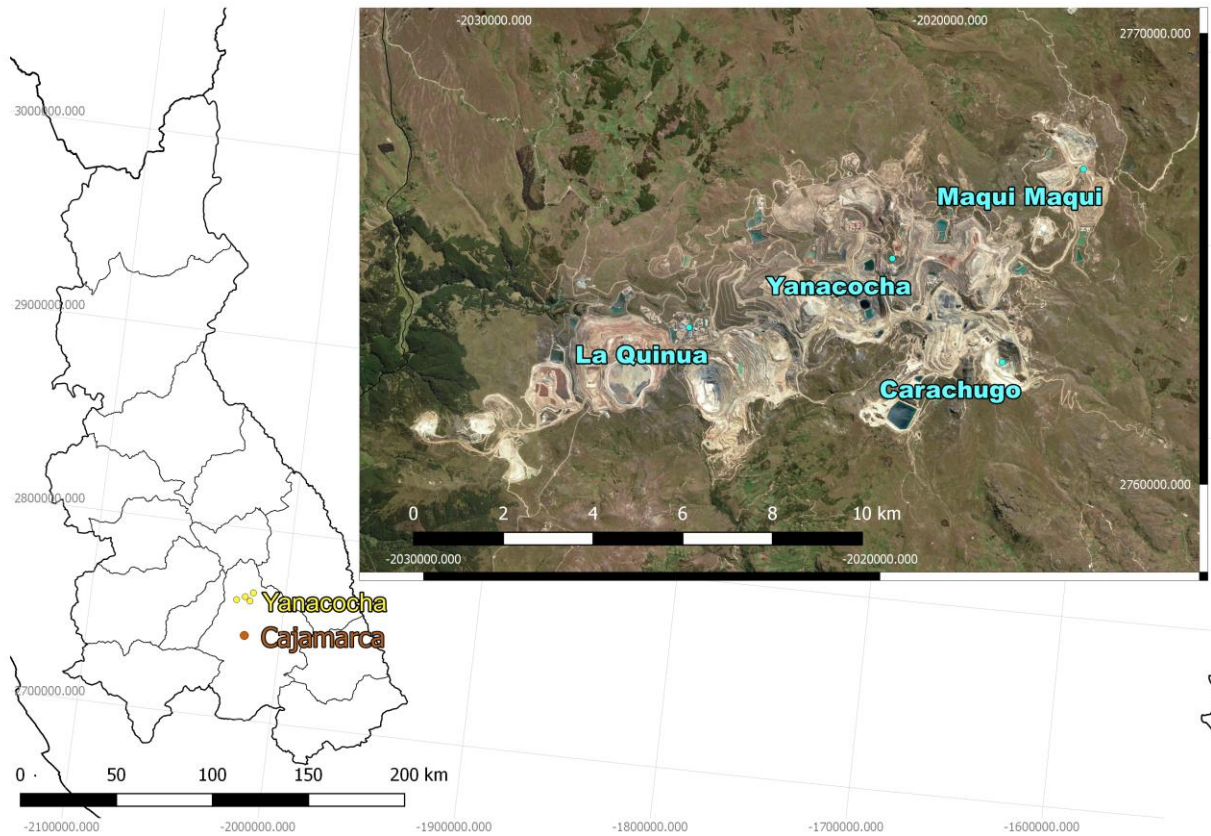 -2030000.000
-2020000.000
2770000.000
3000000.000
Maqui Maqui
Yanacocha
2900000.000
La Quinua
Carachugo
2760000.000
2800000.000
0 2 4 6 8 10 km
-2030000.000
-2020000.000
Yanacocha
Cajamarca
2700000.000
0 50 100 150 200 km
-2100000.000
-2000000.000
-1900000.000
-1800000.000
-1700000.000
-1600000.000